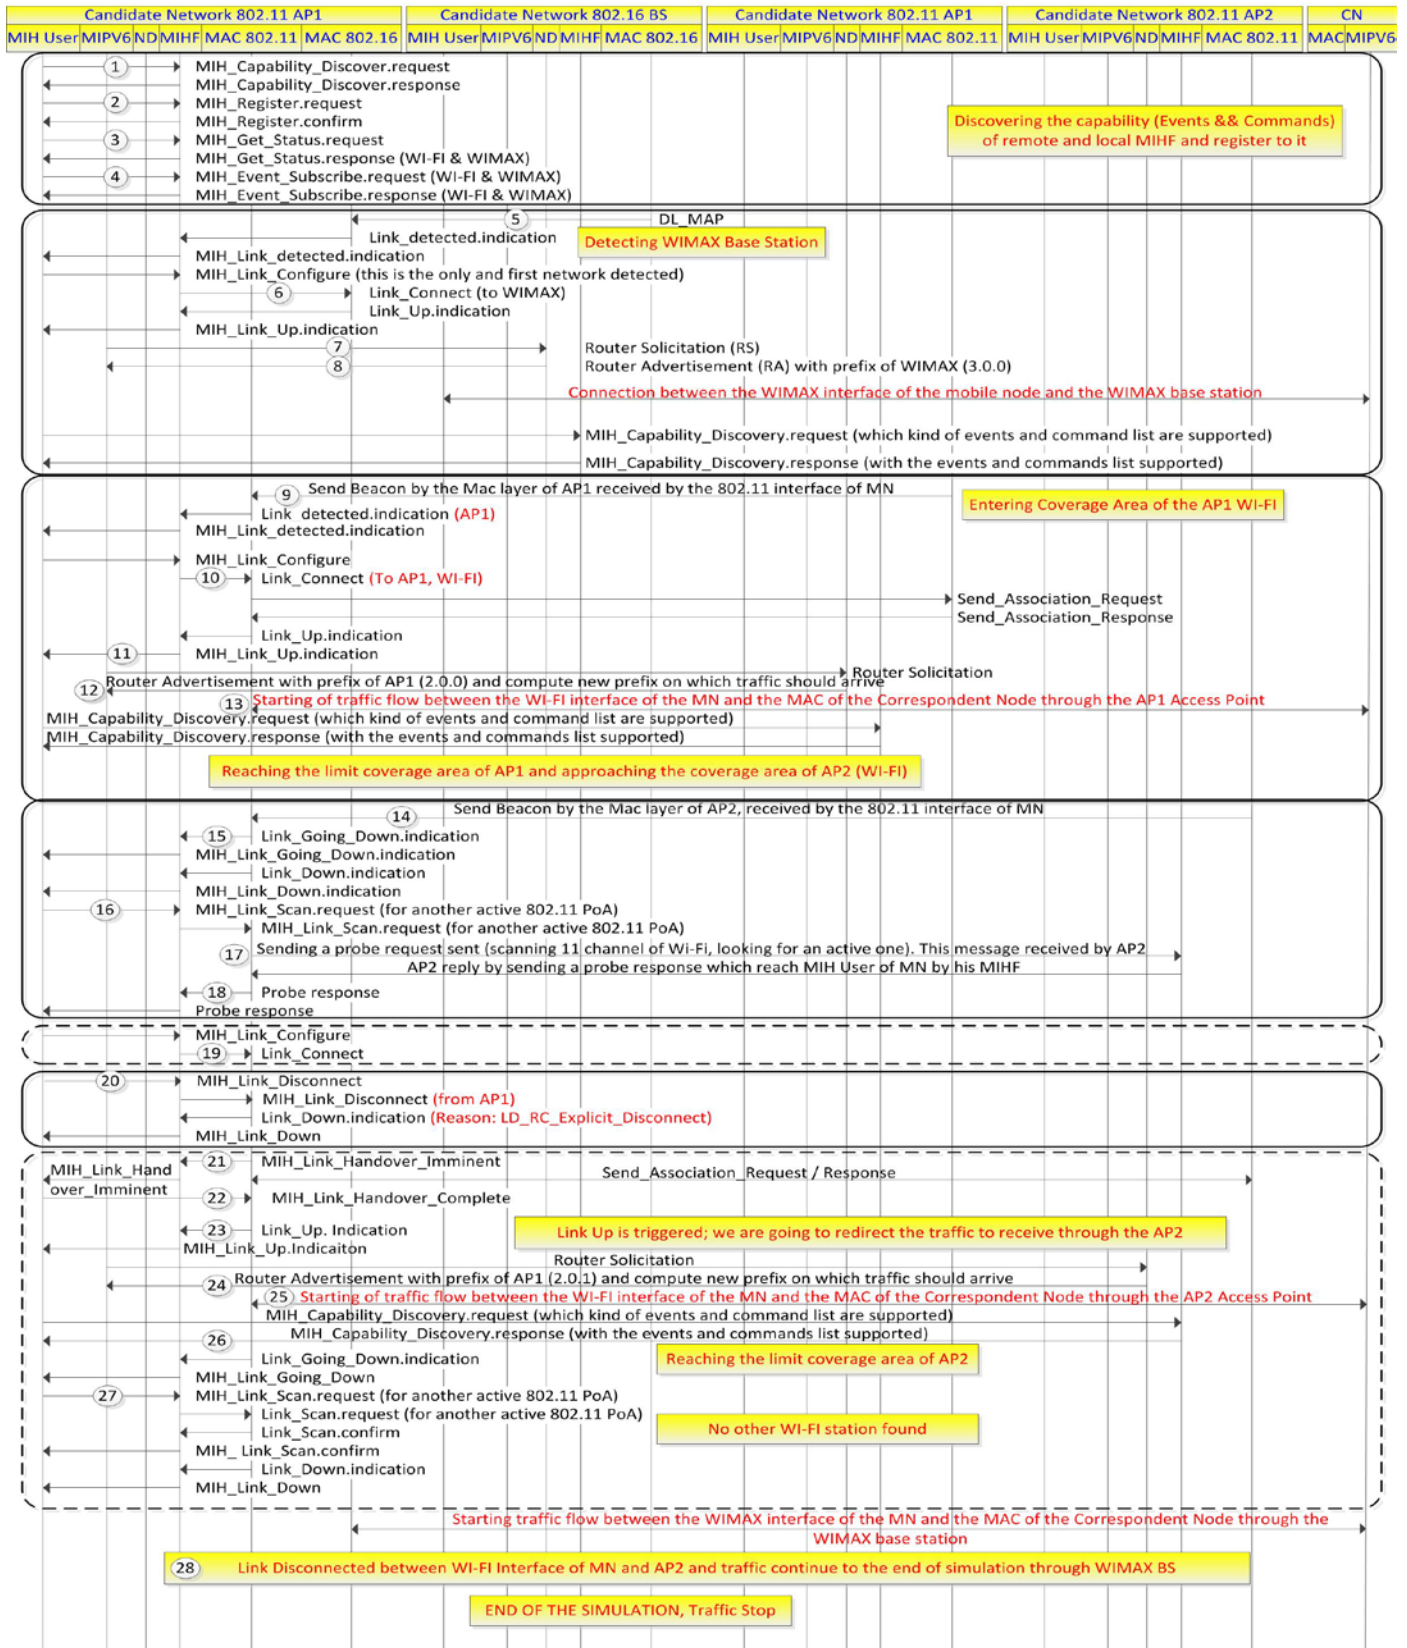 Candidate Network 802.11 AP1 Candidate Network 802.16 BS Candidate Network 802.11 AP1 Candidate Network 802.11 AP2 CN
MIH User MIPV6 ND MIHF MAC 802.11 MAC 802.16 MIH User MIPV6 ND MIHF MAC 802.16 MIH User MIPV6 ND MIHF MAC 802.11 MIH User MIPV6 ND MIHF MAC 802.11 MAC MIPV6
1 MIH_Capability_Discover.request
MIH_Capability_Discover.response
2 MIH_Register.request
MIH_Register.confirm
3 MIH_Get_Status.request
MIH_Get_Status.response (WI-FI & WIMAX)
4 MIH_Event_Subscribe.request (WI-FI & WIMAX)
MIH_Event_Subscribe.response (WI-FI & WIMAX)
Discovering the capability (Events && Commands)
of remote and local MIHF and register to it
5 DL_MAP
Link_detected.indication
Detecting WIMAX Base Station
MIH_Link_detected.indication
MIH_Link_Configure (this is the only and first network detected)
6 Link_Connect (to WIMAX)
Link_Up.indication
MIH_Link_Up.indication
7 Router Solicitation (RS)
8 Router Advertisement (RA) with prefix of WIMAX (3.0.0)
Connection between the WIMAX interface of the mobile node and the WIMAX base station
MIH_Capability_Discovery.request (which kind of events and command list are supported)
MIH_Capability_Discovery.response (with the events and commands list supported)
9 Send Beacon by the Mac layer of AP1 received by the 802.11 interface of MN
Entering Coverage Area of the AP1 WI-FI
Link_detected.indication (AP1)
MIH_Link_detected.indication
MIH_Link_Configure
10 Link_Connect (To AP1, WI-FI)
Send_Association_Request
Send_Association_Response
Link_Up.indication
11 MIH_Link_Up.indication
Router Solicitation
12 Router Advertisement with prefix of AP1 (2.0.0) and compute new prefix on which traffic should arrive
13 Starting of traffic flow between the WI-FI interface of the MN and the MAC of the Correspondent Node through the AP1 Access Point
MIH_Capability_Discovery.request (which kind of events and command list are supported)
MIH_Capability_Discovery.response (with the events and commands list supported)
Reaching the limit coverage area of AP1 and approaching the coverage area of AP2 (WI-FI)
14 Send Beacon by the Mac layer of AP2, received by the 802.11 interface of MN
15 Link_Going_Down.indication
MIH_Link_Going_Down.indication
Link_Down.indication
MIH_Link_Down.indication
16 MIH_Link_Scan.request (for another active 802.11 PoA)
MIH_Link_Scan.request (for another active 802.11 PoA)
17 Sending a probe request sent (scanning 11 channel of Wi-Fi, looking for an active one). This message received by AP2
AP2 reply by sending a probe response which reach MIH User of MN by his MIHF
18 Probe response
Probe response
MIH_Link_Configure
19 Link_Connect
20 MIH_Link_Disconnect
MIH_Link_Disconnect (from AP1)
Link_Down.indication (Reason: LD_RC_Explicit_Disconnect)
MIH_Link_Down
21 MIH_Link_Handover_Imminent
MIH_Link_Hand
over_Imminent
Send_Association_Request / Response
22 MIH_Link_Handover_Complete
23 Link_Up. Indication
Link Up is triggered; we are going to redirect the traffic to receive through the AP2
MIH_Link_Up.Indicaiton
Router Solicitation
24 Router Advertisement with prefix of AP1 (2.0.1) and compute new prefix on which traffic should arrive
25 Starting of traffic flow between the WI-FI interface of the MN and the MAC of the Correspondent Node through the AP2 Access Point
MIH_Capability_Discovery.request (which kind of events and command list are supported)
26 MIH_Capability_Discovery.response (with the events and commands list supported)
Link_Going_Down.indication
Reaching the limit coverage area of AP2
MIH_Link_Going_Down
27 MIH_Link_Scan.request (for another active 802.11 PoA)
Link_Scan.request (for another active 802.11 PoA)
No other WI-FI station found
Link_Scan.confirm
MIH_ Link_Scan.confirm
Link_Down.indication
MIH_Link_Down
Starting traffic flow between the WIMAX interface of the MN and the MAC of the Correspondent Node through the
WIMAX base station
28 Link Disconnected between WI-FI Interface of MN and AP2 and traffic continue to the end of simulation through WIMAX BS
END OF THE SIMULATION, Traffic Stop